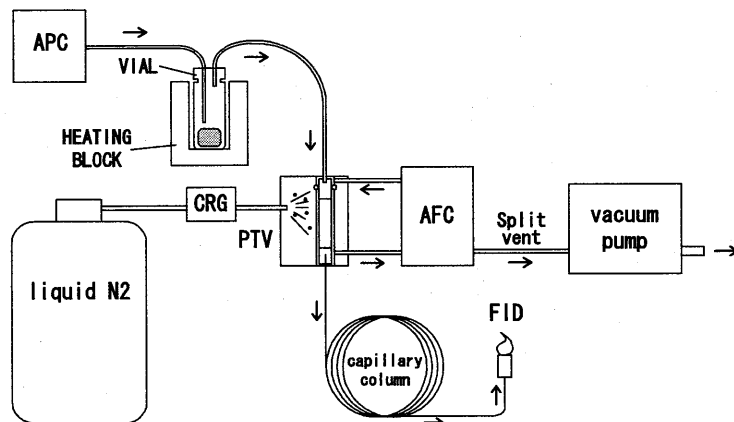 APC
VIAL
HEATING
BLOCK
CRG
PTV
AFC
Split
vent
vacuum
pump
liquid N2
FID
capillary
column